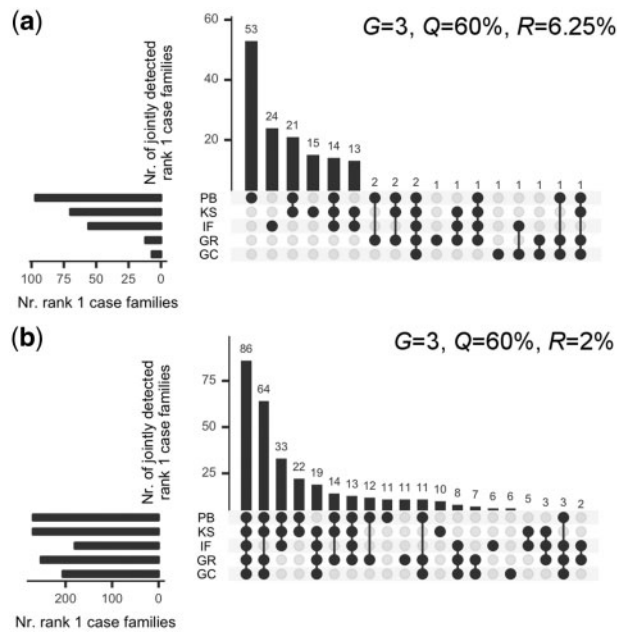 (a)
G=3, Q=60%, R=6.25%
Nr. of jointly detected
rank 1 case families
60
40
20
53 24 21 15 14 13 2 2 2 1 1 1 1 1 1 1 1
PB
KS
IF
GR
GC
100 75 50 25 0
Nr. rank 1 case families
(b)
G=3, Q=60%, R=2%
Nr. of jointly detected
rank 1 case families
75
50
25
86 64 33 22 19 14 13 12 11 11 11 10 8 7 6 6 5 3 3 2
PB
KS
IF
GR
GC
200 100 0
Nr. rank 1 case families